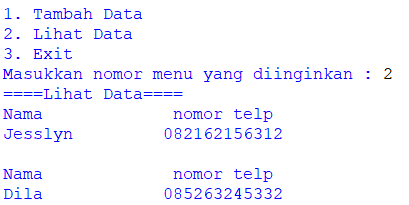 1. Tambah Data
2. Lihat Data
3. Exit
Masukkan nomor menu yang diinginkan : 2
====Lihat Data====
Nama             nomor telp
Jesslyn         082162156312

Nama             nomor telp
Dila            085263245332